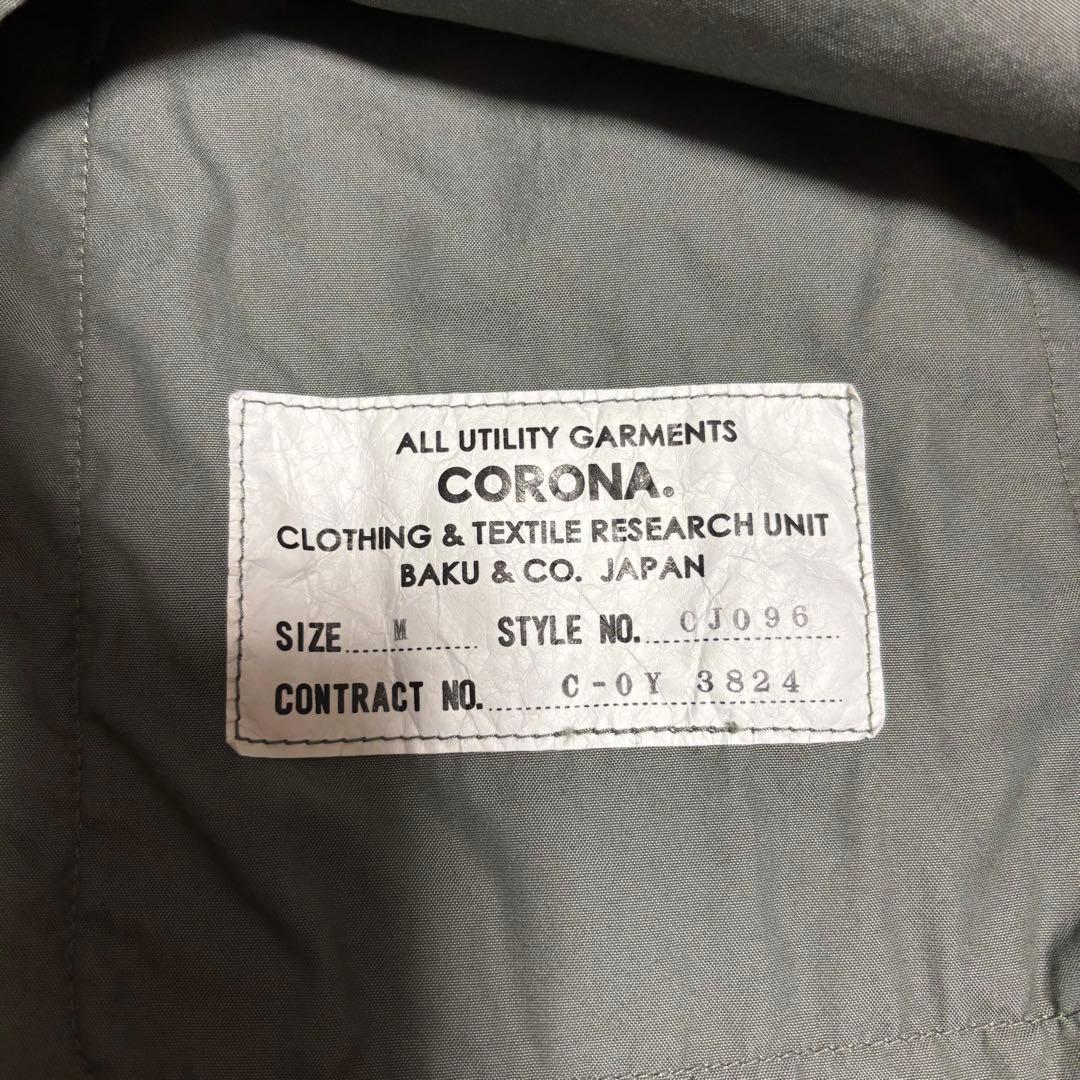 ALL UTILITY GARMENTS
CORONA.
CLOTHING & TEXTILE RESEARCH UNIT
BAKU & CO. JAPAN
SIZE M STYLE NO. CJ096
CONTRACT NO. C-0Y 3824